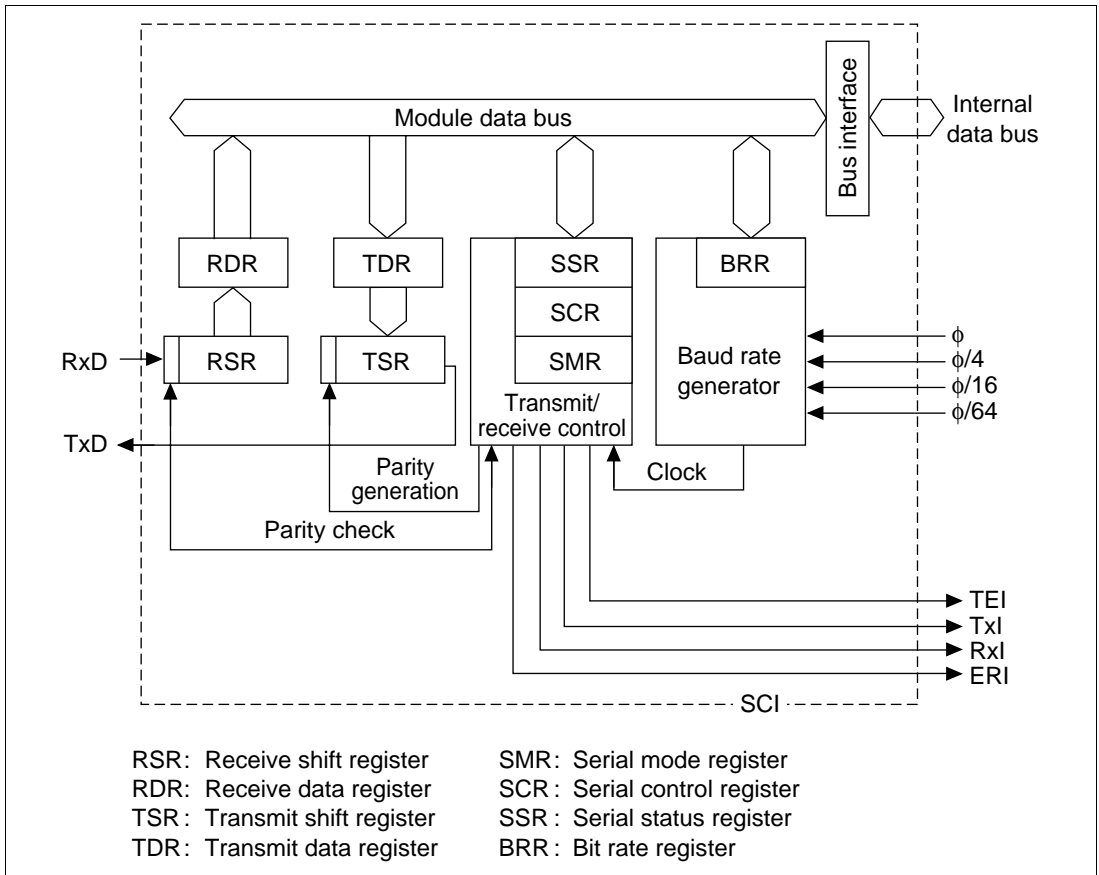 Module data bus
Bus interface
Internal
data bus
RDR
TDR
SSR
BRR
SCR
RxD
RSR
TSR
SMR
Baud rate
generator
ϕ
ϕ/4
ϕ/16
ϕ/64
Transmit/
receive control
TxD
Parity
generation
Clock
Parity check
TEI
TxI
RxI
ERI
SCI
RSR: Receive shift register
RDR: Receive data register
TSR: Transmit shift register
TDR: Transmit data register
SMR: Serial mode register
SCR: Serial control register
SSR: Serial status register
BRR: Bit rate register